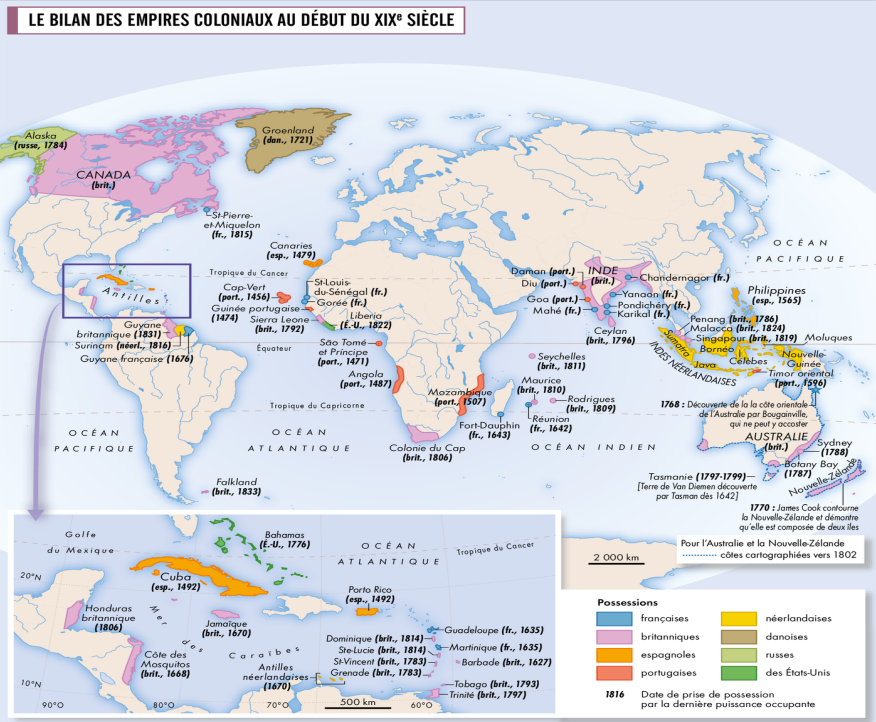 LE BILAN DES EMPIRES COLONIAUX AU DÉBUT DU XIXᵉ SIÈCLE
Alaska
(russe, 1784)
CANADA
(brit.)
Groenland
(dan., 1721)
St-Pierre-
et-Miquelon
(fr., 1815)
Canaries
(esp., 1479)
Tropique du Cancer
Antilles
Cap-Vert
(port., 1456)
St-Louis-
du-Sénégal (fr.)
Gorée (fr.)
Guinée portugaise
(1474)
Sierra Leone
(brit., 1792)
Liberia
(É.-U., 1822)
Guyane
britannique (1831)
Surinam (néerl., 1816)
Guyane française (1676)
Équateur
São Tomé
et Príncipe
(port., 1471)
Angola
(port., 1487)
Mozambique
(port., 1507)
Tropique du Capricorne
Colonie du Cap
(brit., 1806)
Fort-Dauphin
(fr., 1643)
Seychelles
(brit., 1811)
Maurice
(brit., 1810)
Rodrigues
(brit., 1809)
Réunion
(fr., 1642)
Falkland
(brit., 1833)
OCÉAN
PACIFIQUE
OCÉAN
ATLANTIQUE
OCÉAN INDIEN
OCÉAN
PACIFIQUE
Daman (port.)
Diu (port.)
INDE
(brit.)
Chandernagor (fr.)
Goa (port.)
Mahé (fr.)
Yanaon (fr.)
Pondichéry (fr.)
Karikal (fr.)
Ceylan
(brit., 1796)
Philippines
(esp., 1565)
Penang (brit., 1786)
Malacca (brit., 1824)
Singapour (brit., 1819)
Moluques
Sumatra
Bornéo
Célèbes
Java
Nouvelle-
Guinée
INDES NÉERLANDAISES
Timor oriental
(port., 1596)
1768 : Découverte de la la côte orientale
de l'Australie par Bougainville,
qui ne peut y accoster
AUSTRALIE
(brit.)
Sydney
(1788)
Botany Bay
(1787)
Tasmanie (1797-1799)
[Terre de Van Diemen découverte
par Tasman dès 1642]
Nouvelle-Zélande
1770 : James Cook contourne
la Nouvelle-Zélande et démontre
qu'elle est composée de deux îles
2 000 km
Pour l'Australie et la Nouvelle-Zélande
côtes cartographiées vers 1802
Golfe
du Mexique
Bahamas
(É.-U., 1776)
OCÉAN
ATLANTIQUE
Tropique du Cancer
20°N
Cuba
(esp., 1492)
Porto Rico
(esp., 1492)
Honduras
britannique
(1806)
Jamaïque
(brit., 1670)
Mer des Caraïbes
Côte des
Mosquitos
(brit., 1668)
Guadeloupe (fr., 1635)
Dominique (brit., 1814)
Martinique (fr., 1635)
Ste-Lucie (brit., 1814)
St-Vincent (brit., 1783)
Barbade (brit., 1627)
Grenade (brit., 1783)
Antilles
néerlandaises
(1670)
Tobago (brit., 1793)
Trinité (brit., 1797)
10°N
90°O
80°O
70°O
500 km
60°O
Possessions
françaises
britanniques
espagnoles
portugaises
néerlandaises
danoises
russes
des États-Unis
1816 Date de prise de possession
par la dernière puissance occupante